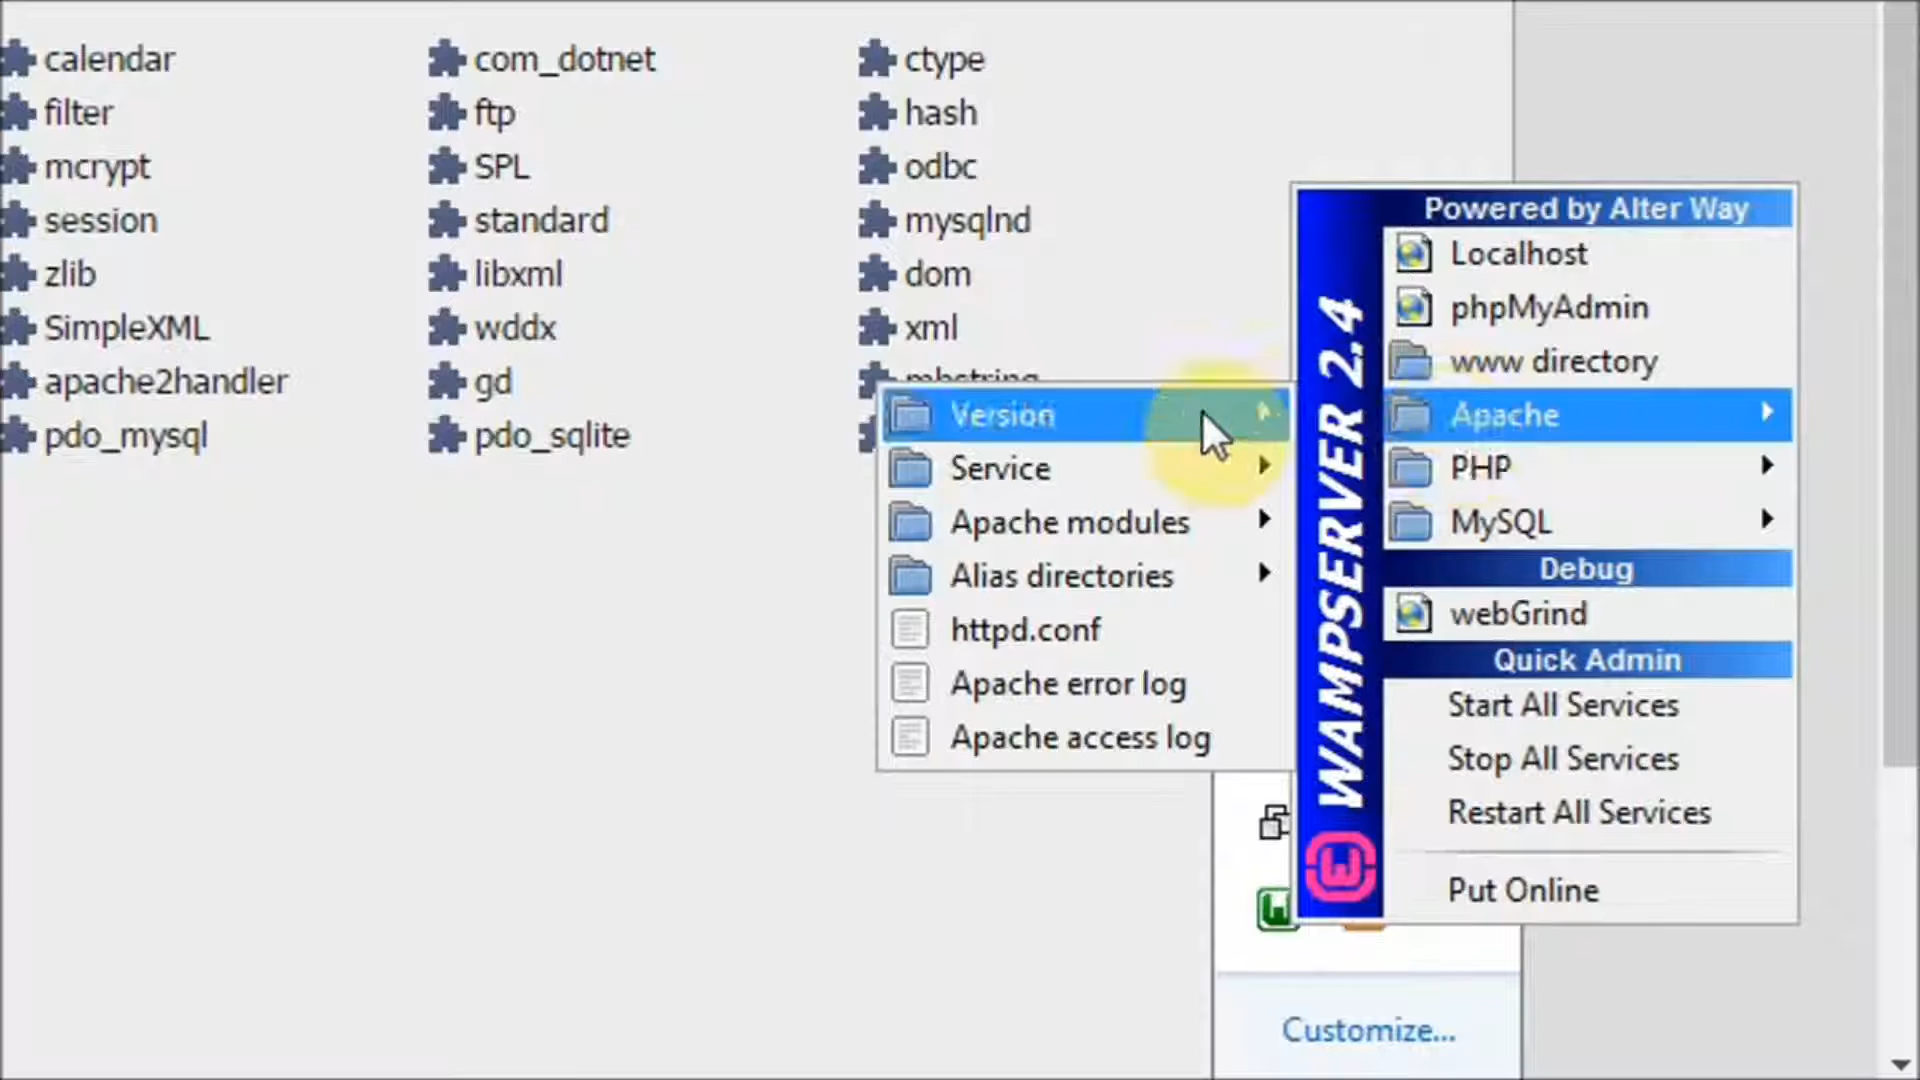 calendar com_dotnet ctype
filter ftp hash
mcrypt SPL odbc
session standard mysqlnd
zlib libxml dom
SimpleXML wddx xml
apache2handler gd mbstring
pdo_mysql pdo_sqlite
Version
Service
Apache modules
Alias directories
httpd.conf
Apache error log
Apache access log
WAMPSERVER 2.4
Powered by Alter Way
Localhost
phpMyAdmin
www directory
Apache
PHP
MySQL
Debug
webGrind
Quick Admin
Start All Services
Stop All Services
Restart All Services
Put Online
Customize...